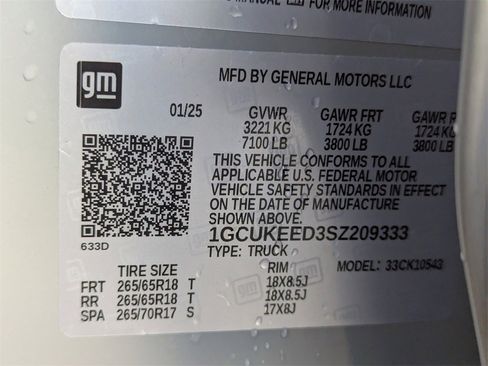 MANUAL FOR MORE INFORMATION
gm
MFD BY GENERAL MOTORS LLC
01/25 GVWR GAWR FRT GAWR
3221 KG 1724 KG 1724 KG
7100 LB 3800 LB 3800 LB
THIS VEHICLE CONFORMS TO ALL
APPLICABLE U.S. FEDERAL MOTOR
VEHICLE SAFETY STANDARDS IN EFFECT
ON THE DATE OF MANUFACTURE
SHOWN ABOVE.
633D
1GCUKEED3SZ209333
TYPE: TRUCK MODEL: 33CK10543
TIRE SIZE RIM
FRT 265/65R18 T 18X8.5J
RR 265/65R18 T 18X8.5J
SPA 265/70R17 S 17X8J